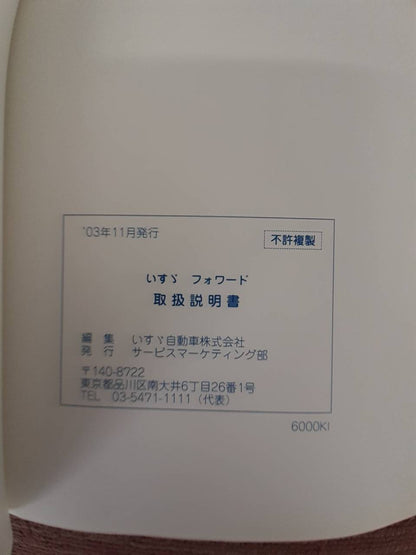 '03年11月発行
不許複製
いすゞ フォワード
取扱説明書
編 集 いすゞ自動車株式会社
発 行 サービスマーケティング部
〒140-8722
東京都品川区南大井6丁目26番1号
TEL 03-5471-1111（代表）
6000KI